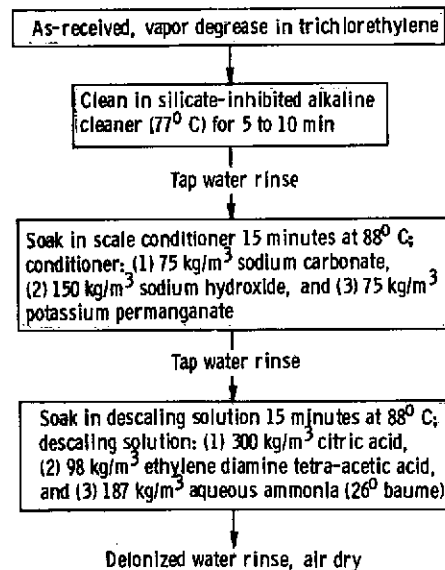 As-received, vapor degrease in trichlorethylene
Clean in silicate-inhibited alkaline
cleaner (77⁰ C) for 5 to 10 min
Tap water rinse
Soak in scale conditioner 15 minutes at 88⁰ C;
conditioner: (1) 75 kg/m³ sodium carbonate,
(2) 150 kg/m³ sodium hydroxide, and (3) 75 kg/m³
potassium permanganate
Tap water rinse
Soak in descaling solution 15 minutes at 88⁰ C;
descaling solution: (1) 300 kg/m³ citric acid,
(2) 98 kg/m³ ethylene diamine tetra-acetic acid,
and (3) 187 kg/m³ aqueous ammonia (26⁰ baume)
Deionized water rinse, air dry